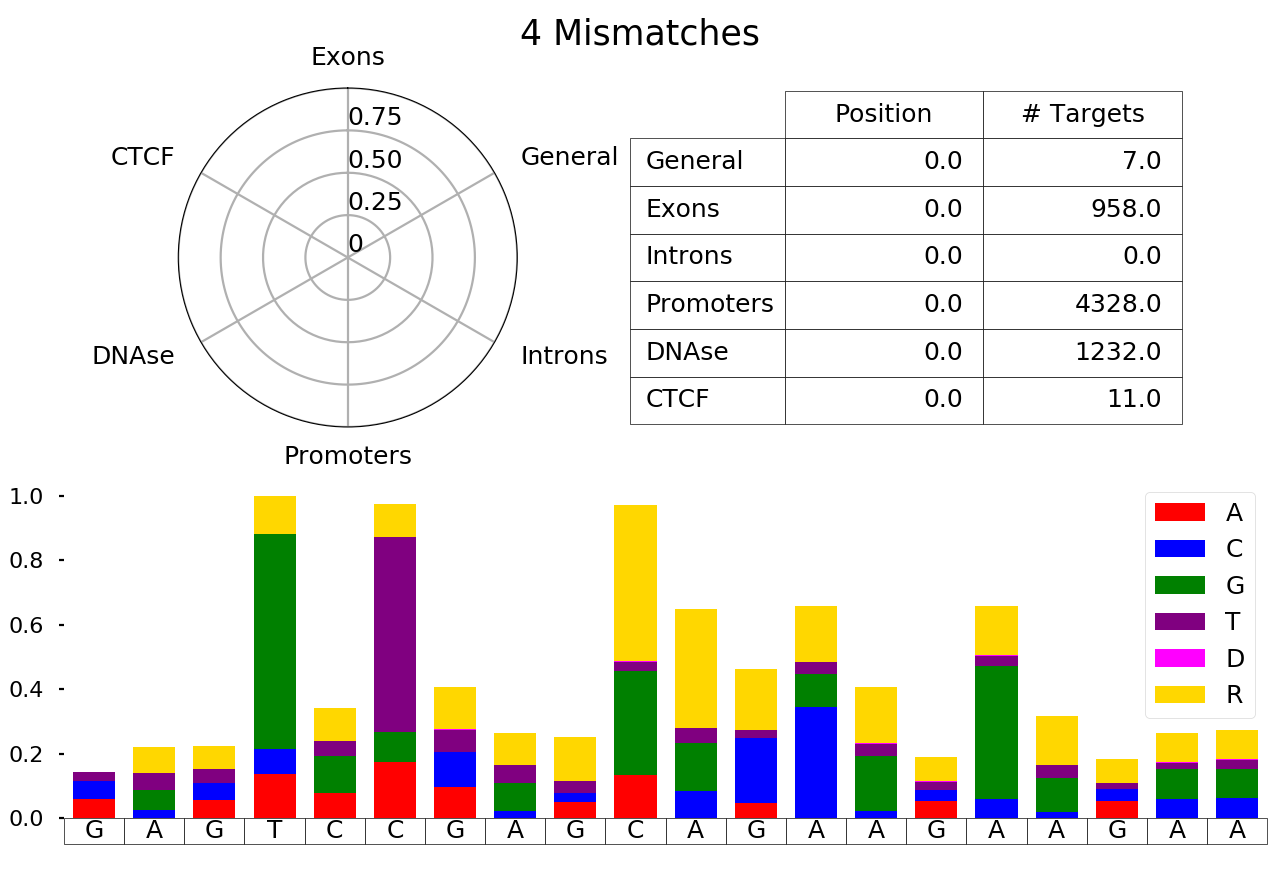 4 Mismatches
Exons
General
CTCF
0.75
0.50
0.25
0
DNAse
Introns
Promoters
Position # Targets
General 0.0 7.0
Exons 0.0 958.0
Introns 0.0 0.0
Promoters 0.0 4328.0
DNAse 0.0 1232.0
CTCF 0.0 11.0
1.0
0.8
0.6
0.4
0.2
0.0
A
C
G
T
D
R
G A G T C C G A G C A G A A G A A G A A